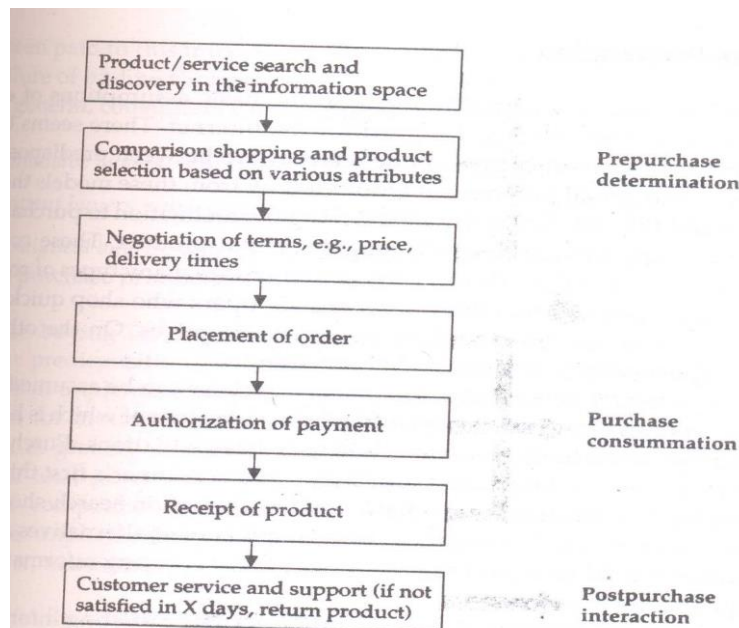 Product/service search and
discovery in the information space
Comparison shopping and product
selection based on various attributes
Prepurchase
determination
Negotiation of terms, e.g., price,
delivery times
Placement of order
Authorization of payment
Purchase
consummation
Receipt of product
Customer service and support (if not
satisfied in X days, return product)
Postpurchase
interaction